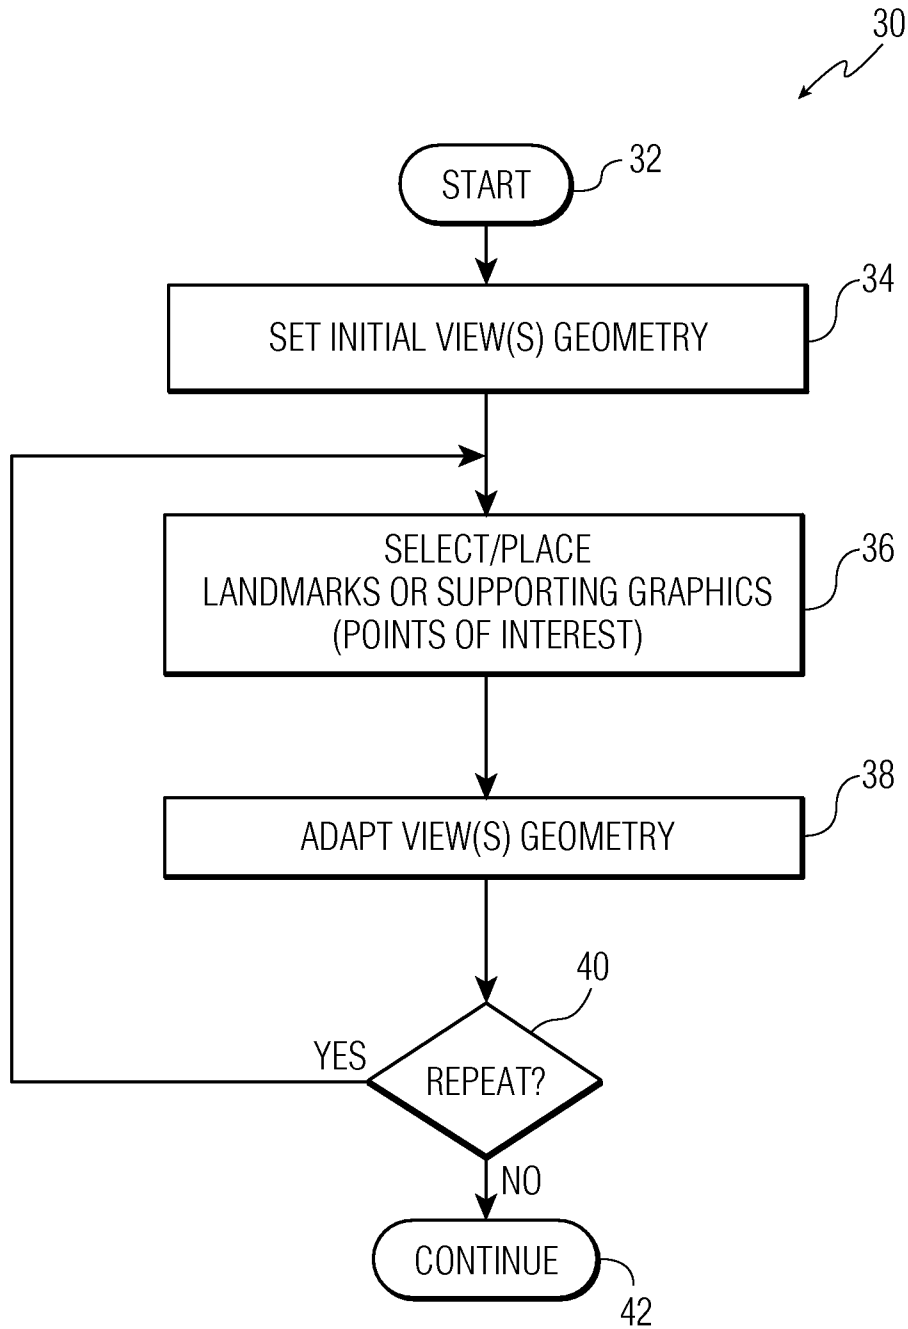 30
START
32
SET INITIAL VIEW(S) GEOMETRY
34
SELECT/PLACE
LANDMARKS OR SUPPORTING GRAPHICS
(POINTS OF INTEREST)
36
ADAPT VIEW(S) GEOMETRY
38
40
YES
REPEAT?
NO
CONTINUE
42